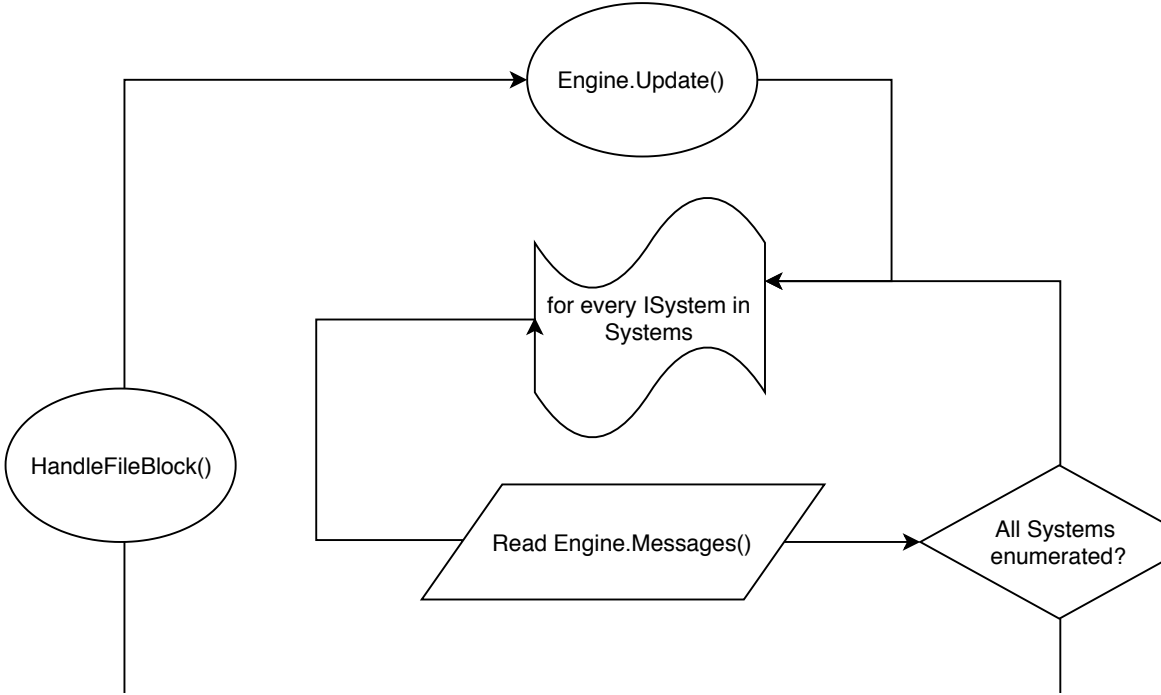 Engine.Update()
for every ISystem in
Systems
HandleFileBlock()
Read Engine.Messages()
All Systems
enumerated?